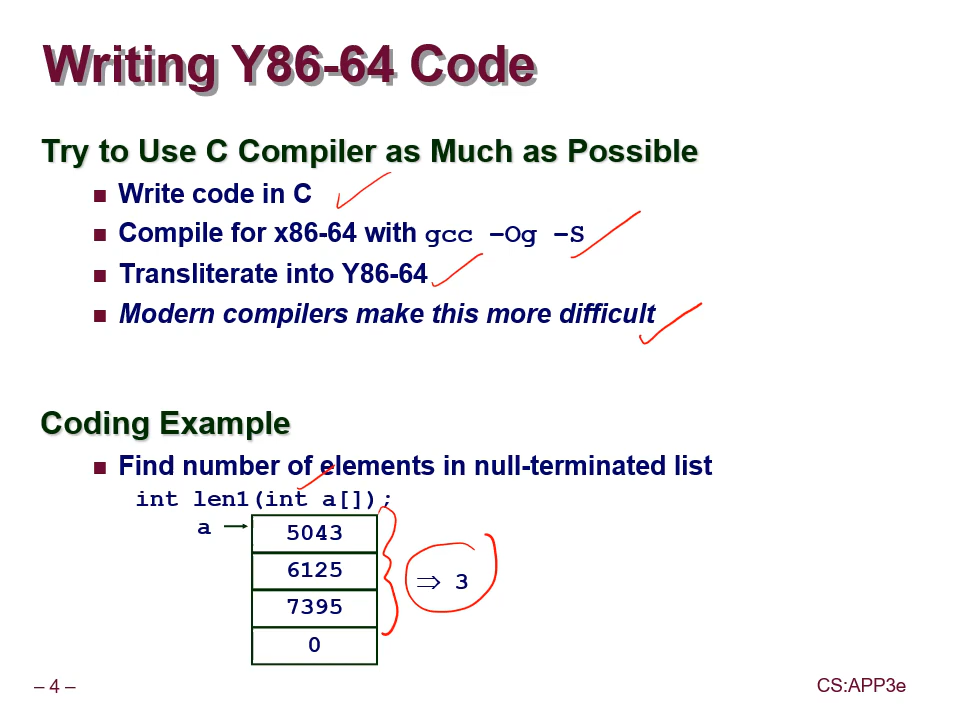 Writing Y86-64 Code
Try to Use C Compiler as Much as Possible
Write code in C
Compile for x86-64 with gcc –Og –S
Transliterate into Y86-64
Modern compilers make this more difficult
Coding Example
Find number of elements in null-terminated list
int len1(int a[]);
a
5043
6125
7395
0
⇒ 3
– 4 –
CS:APP3e